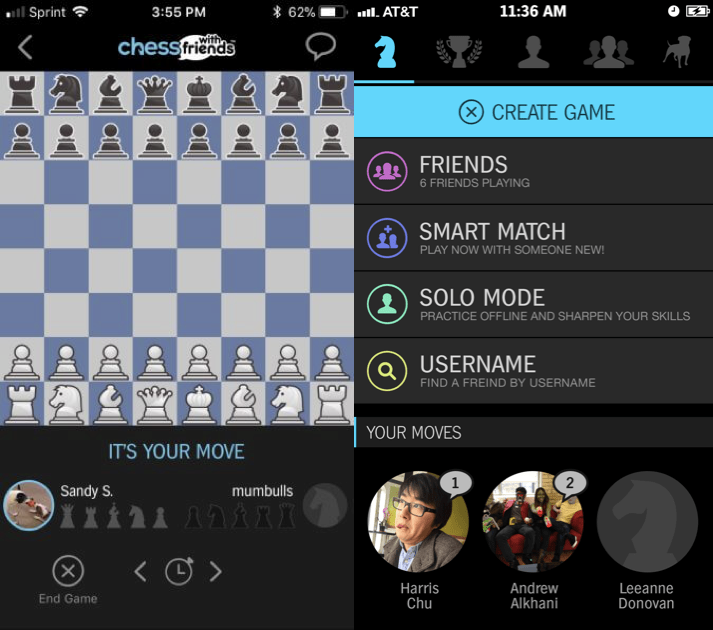 Sprint 3:55 PM 62%
chess with friends
IT'S YOUR MOVE
Sandy S. mumbulls
End Game
AT&T 11:36 AM
CREATE GAME
FRIENDS
6 FRIENDS PLAYING
SMART MATCH
PLAY NOW WITH SOMEONE NEW!
SOLO MODE
PRACTICE OFFLINE AND SHARPEN YOUR SKILLS
USERNAME
FIND A FREIND BY USERNAME
YOUR MOVES
1 2
Harris Andrew Leeanne
Chu Alkhani Donovan